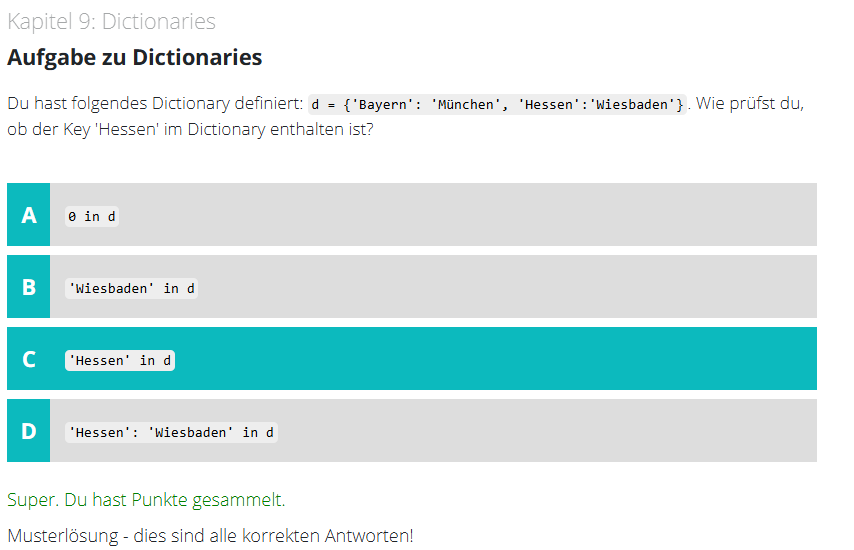 Kapitel 9: Dictionaries
Aufgabe zu Dictionaries
Du hast folgendes Dictionary definiert: d = {'Bayern': 'München', 'Hessen':'Wiesbaden'}. Wie prüfst du,
ob der Key 'Hessen' im Dictionary enthalten ist?
A 0 in d
B 'Wiesbaden' in d
C 'Hessen' in d
D 'Hessen': 'Wiesbaden' in d
Super. Du hast Punkte gesammelt.
Musterlösung - dies sind alle korrekten Antworten!